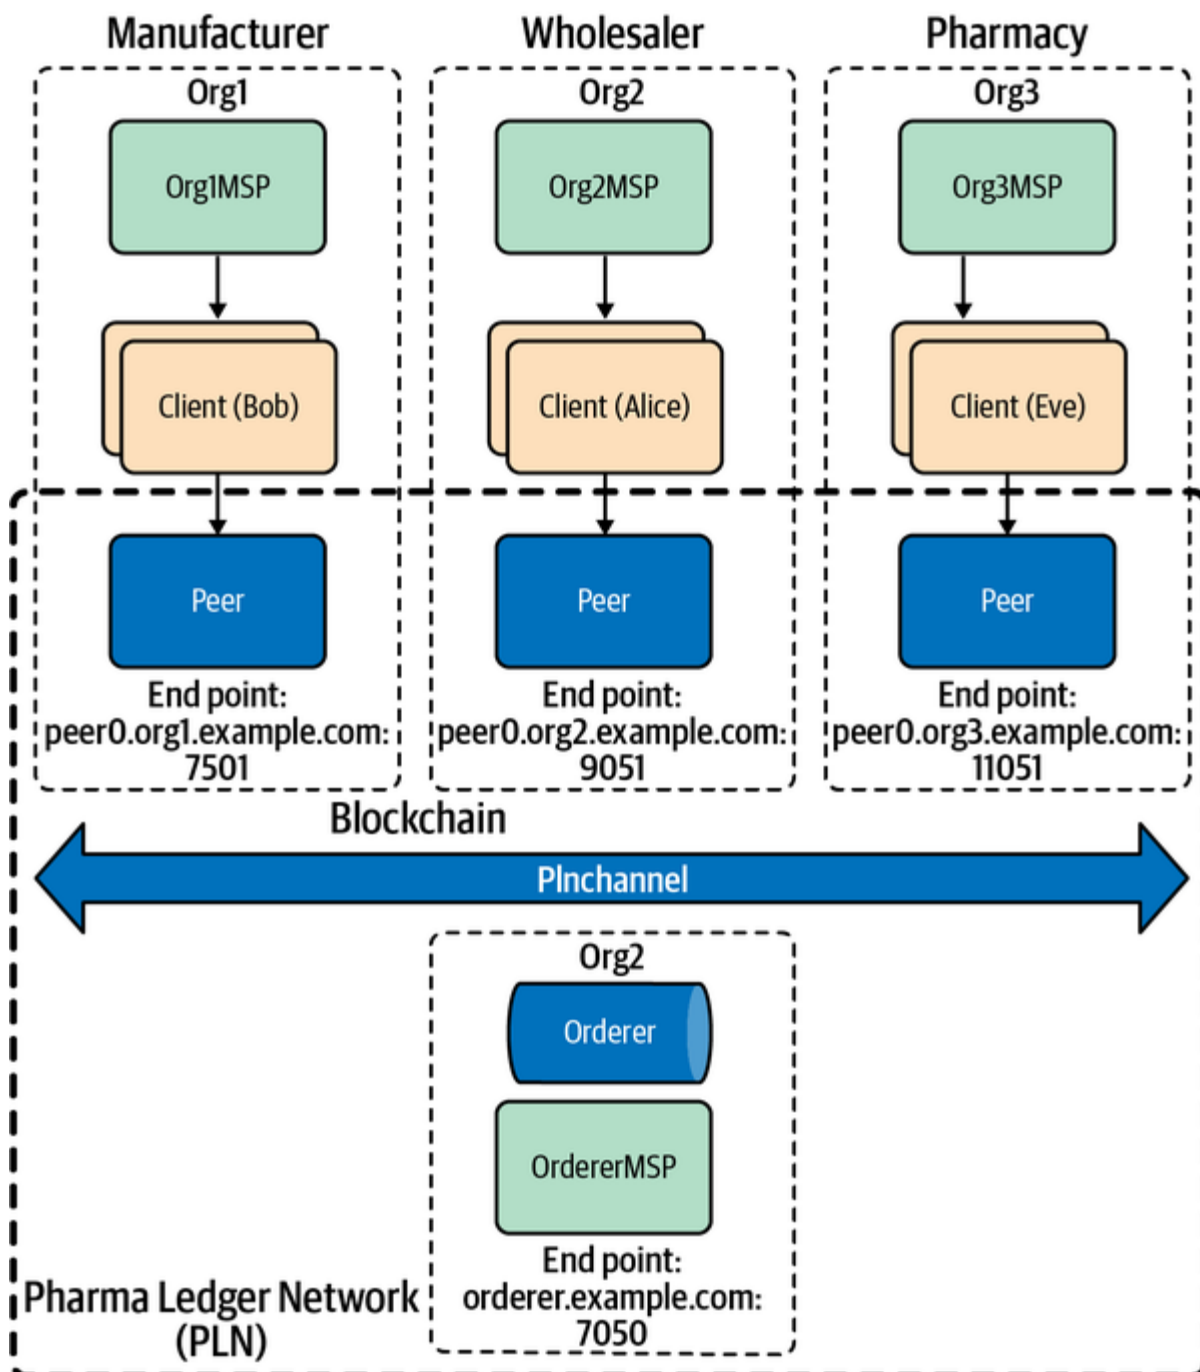 Manufacturer
Wholesaler
Pharmacy
Org1
Org2
Org3
Org1MSP
Org2MSP
Org3MSP
Client (Bob)
Client (Alice)
Client (Eve)
Peer
Peer
Peer
End point:
peer0.org1.example.com:
7501
End point:
peer0.org2.example.com:
9051
End point:
peer0.org3.example.com:
11051
Blockchain
Plnchannel
Org2
Orderer
OrdererMSP
End point:
orderer.example.com:
7050
Pharma Ledger Network
(PLN)